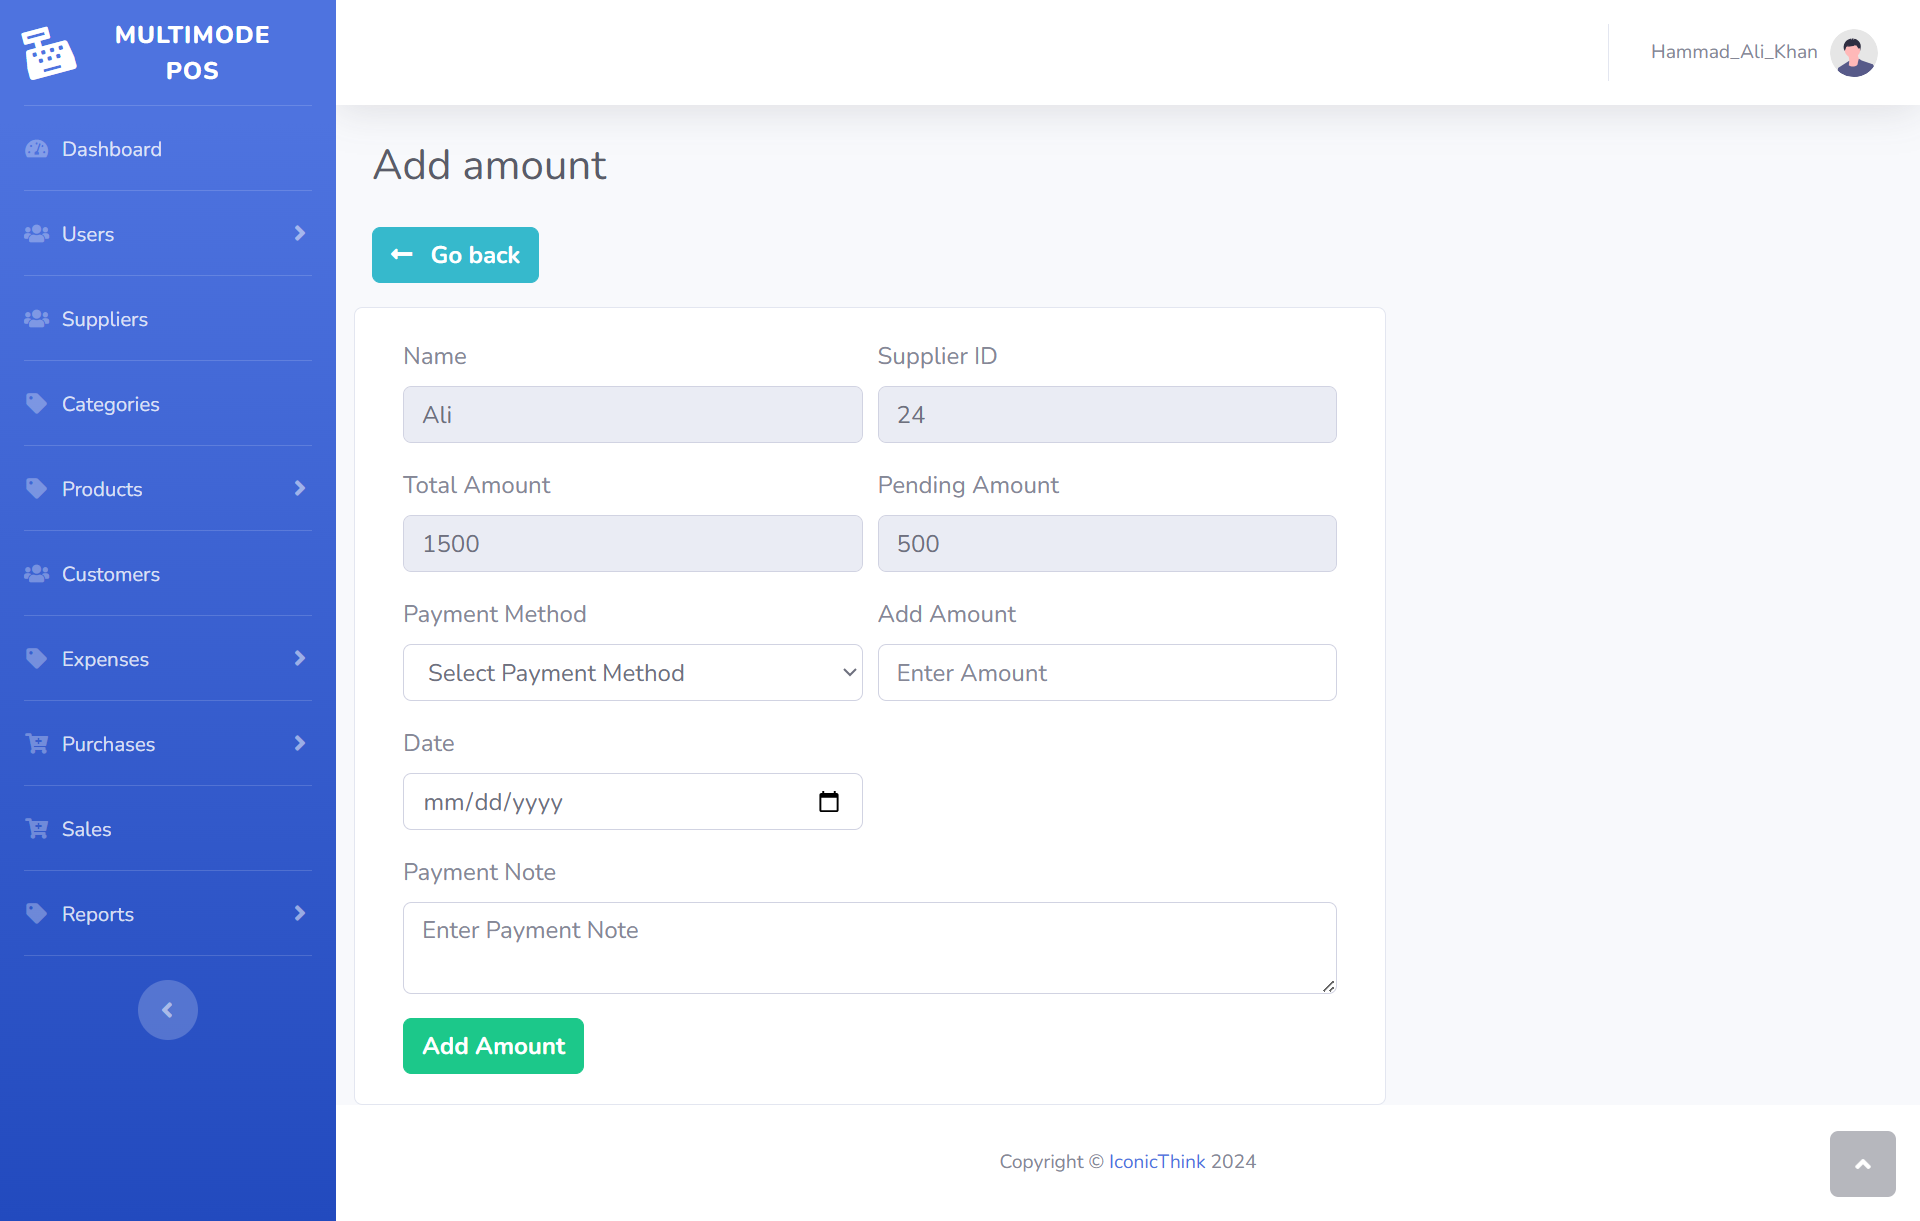 MULTIMODE
POS
Hammad_Ali_Khan
Dashboard
Users
Suppliers
Categories
Products
Customers
Expenses
Purchases
Sales
Reports
Add amount
Go back
Name
Supplier ID
Ali
24
Total Amount
Pending Amount
1500
500
Payment Method
Add Amount
Select Payment Method
Enter Amount
Date
mm/dd/yyyy
Payment Note
Enter Payment Note
Add Amount
Copyright © IconicThink 2024